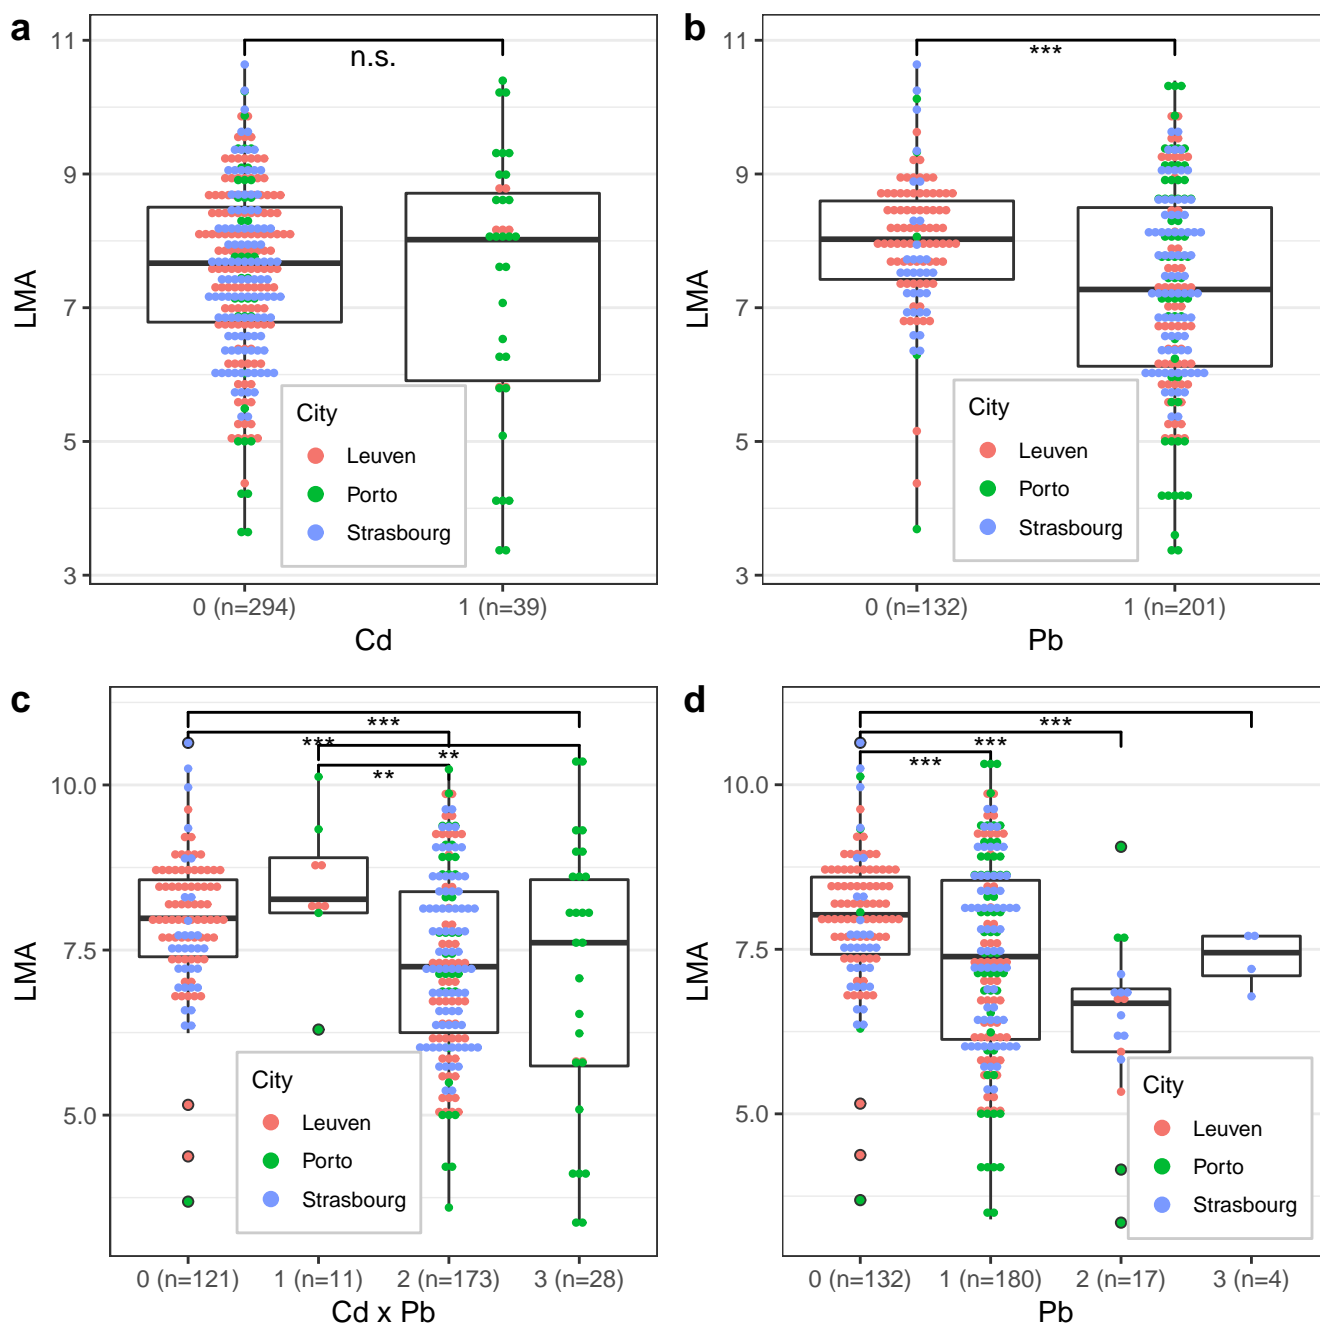 a
b
11
n.s.
9
LMA
7
5
3
City
Leuven
Porto
Strasbourg
0 (n=294)
1 (n=39)
Cd
11
***
9
LMA
7
5
3
City
Leuven
Porto
Strasbourg
0 (n=132)
1 (n=201)
Pb
c
d
***
***
**
**
10.0
LMA
7.5
5.0
City
Leuven
Porto
Strasbourg
0 (n=121)
1 (n=11)
2 (n=173)
3 (n=28)
Cd x Pb
***
***
***
10.0
LMA
7.5
5.0
City
Leuven
Porto
Strasbourg
0 (n=132)
1 (n=180)
2 (n=17)
3 (n=4)
Pb